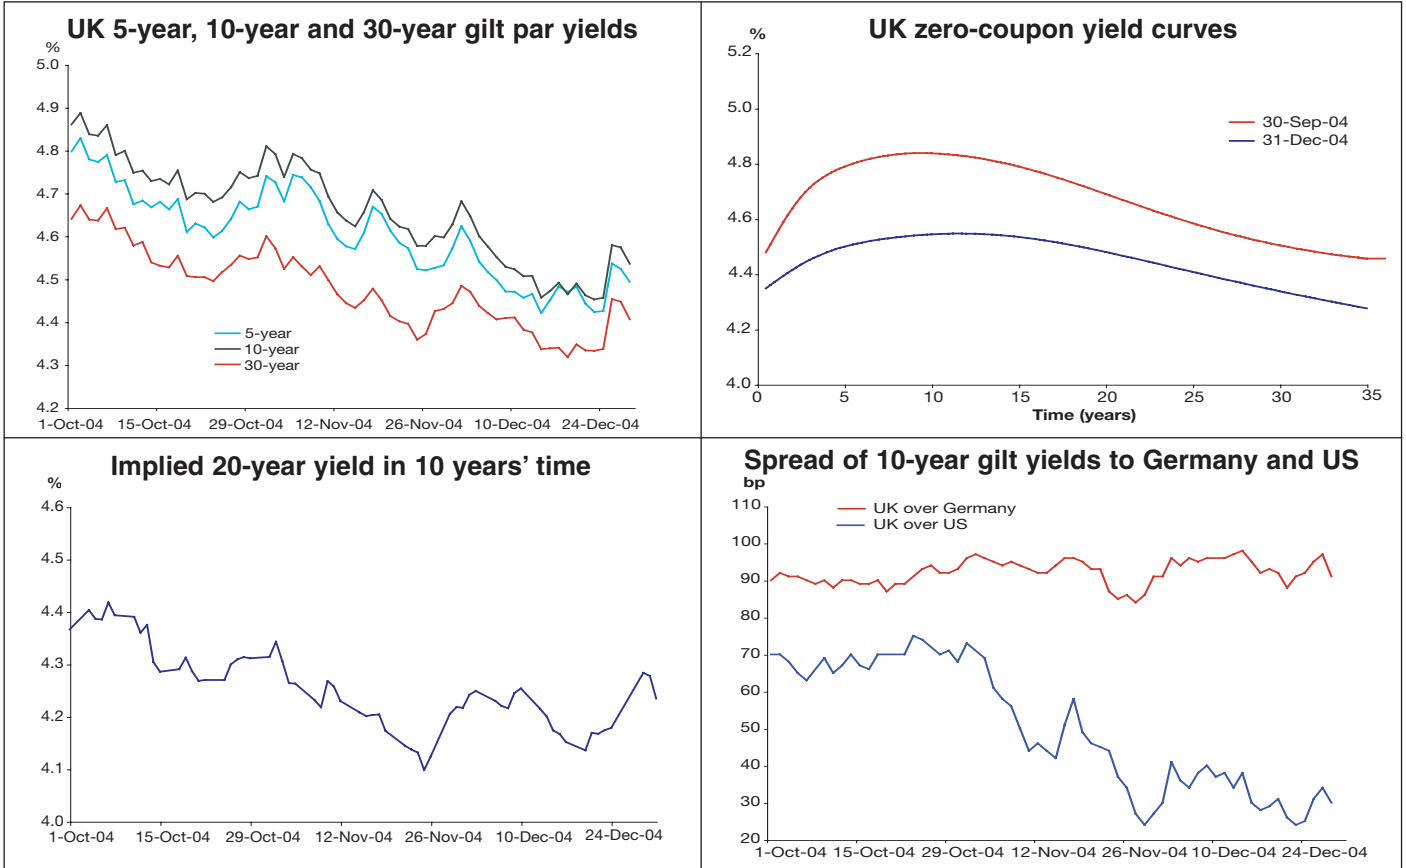 UK 5-year, 10-year and 30-year gilt par yields
%
5.0
4.9
4.8
4.7
4.6
4.5
4.4
4.3
4.2
5-year
10-year
30-year
1-Oct-04 15-Oct-04 29-Oct-04 12-Nov-04 26-Nov-04 10-Dec-04 24-Dec-04
UK zero-coupon yield curves
%
5.2
5.0
4.8
4.6
4.4
4.2
4.0
30-Sep-04
31-Dec-04
0 5 10 15 20 25 30 35
Time (years)
Implied 20-year yield in 10 years’ time
%
4.6
4.5
4.4
4.3
4.2
4.1
4.0
1-Oct-04 15-Oct-04 29-Oct-04 12-Nov-04 26-Nov-04 10-Dec-04 24-Dec-04
Spread of 10-year gilt yields to Germany and US
bp
110
100
90
80
70
60
50
40
30
20
UK over Germany
UK over US
1-Oct-04 15-Oct-04 29-Oct-04 12-Nov-04 26-Nov-04 10-Dec-04 24-Dec-04